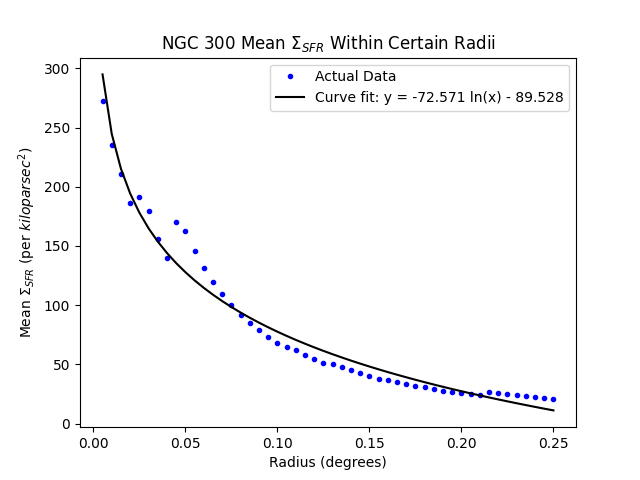 NGC 300 Mean Σ_SFR Within Certain Radii
Actual Data
Curve fit: y = -72.571 ln(x) - 89.528
300
250
200
150
100
50
0
Mean Σ_SFR (per kiloparsec²)
0.00 0.05 0.10 0.15 0.20 0.25
Radius (degrees)